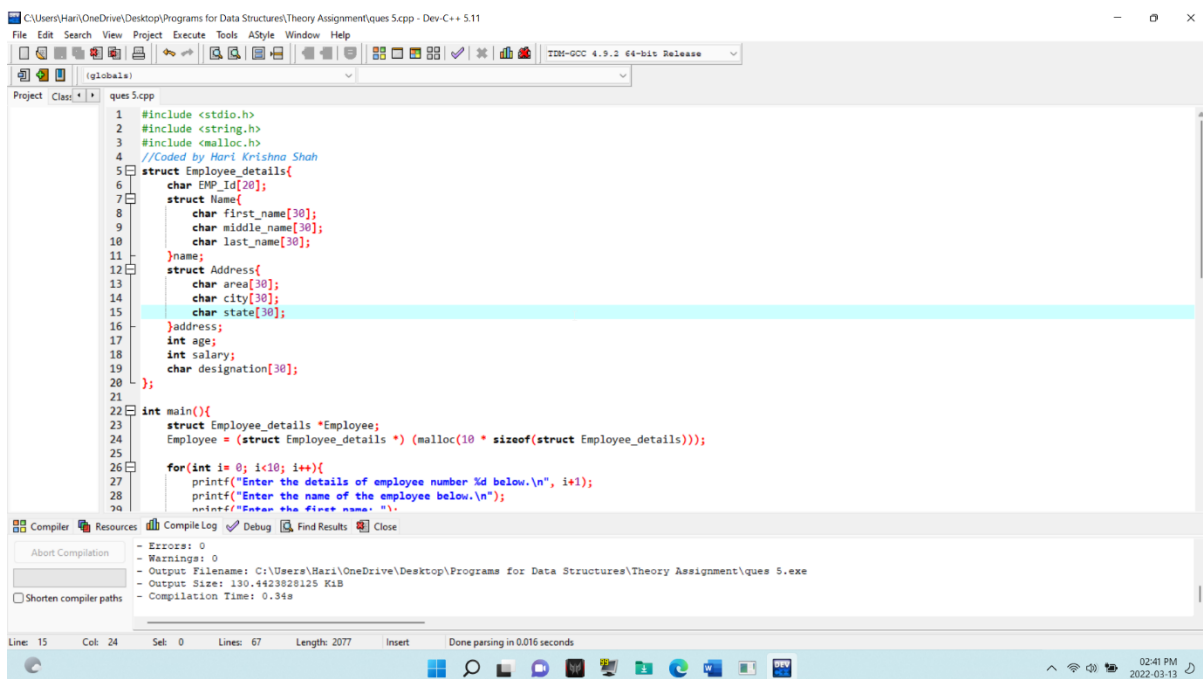 C:\Users\Hari\OneDrive\Desktop\Programs for Data Structures\Theory Assignment\ques 5.cpp - Dev-C++ 5.11
File Edit Search View Project Execute Tools AStyle Window Help
TDM-GCC 4.9.2 64-bit Release
(globals)
Project Clas: ques 5.cpp
1 #include <stdio.h>
2 #include <string.h>
3 #include <malloc.h>
4 //Coded by Hari Krishna Shah
5 struct Employee_details{
6 char EMP_Id[20];
7 struct Name{
8 char first_name[30];
9 char middle_name[30];
10 char last_name[30];
11 }name;
12 struct Address{
13 char area[30];
14 char city[30];
15 char state[30];
16 }address;
17 int age;
18 int salary;
19 char designation[30];
20 };
21
22 int main(){
23 struct Employee_details *Employee;
24 Employee = (struct Employee_details *) (malloc(10 * sizeof(struct Employee_details)));
25
26 for(int i= 0; i<10; i++){
27 printf("Enter the details of employee number %d below.\n", i+1);
28 printf("Enter the name of the employee below.\n");
29 printf("Enter the first name: ");
Compiler Resources Compile Log Debug Find Results Close
Abort Compilation
Shorten compiler paths
- Errors: 0
- Warnings: 0
- Output Filename: C:\Users\Hari\OneDrive\Desktop\Programs for Data Structures\Theory Assignment\ques 5.exe
- Output Size: 130.4423828125 KiB
- Compilation Time: 0.34s
Line: 15 Col: 24 Sel: 0 Lines: 67 Length: 2077 Insert Done parsing in 0.016 seconds
DEV
02:41 PM
2022-03-13